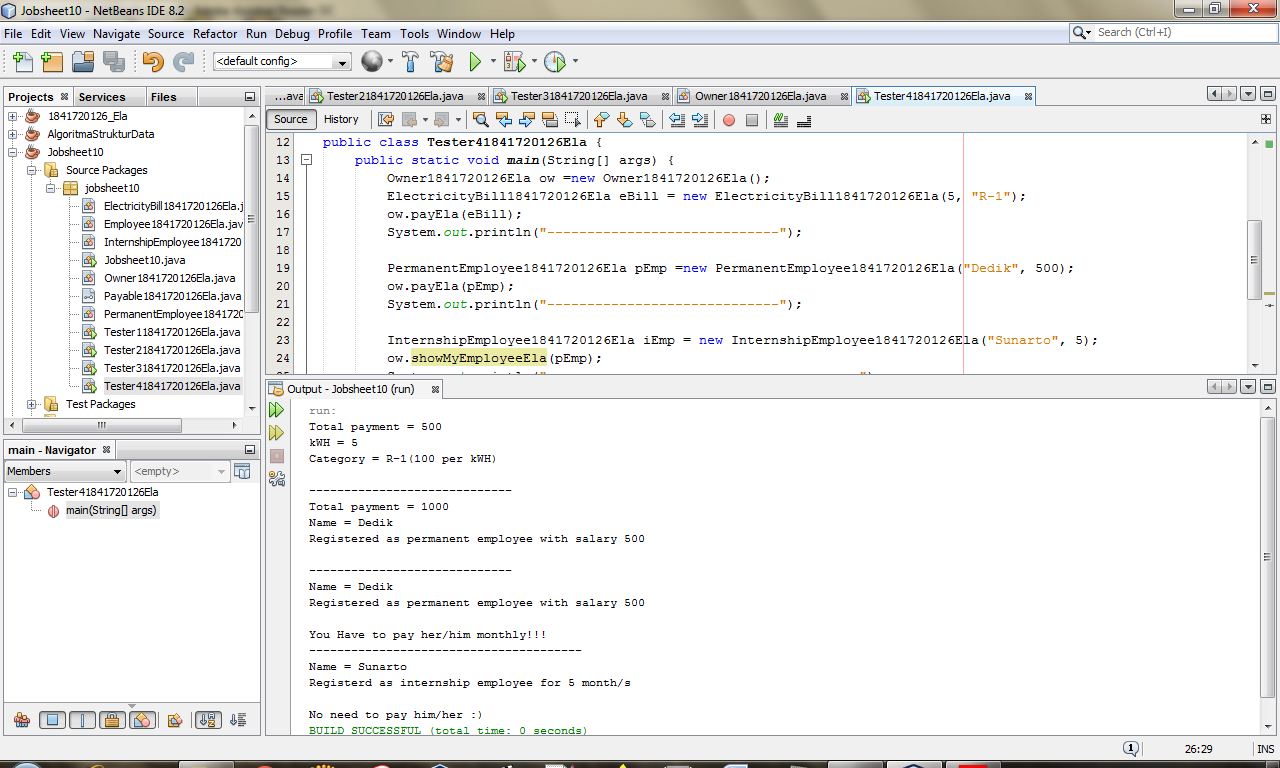 Jobsheet10 - NetBeans IDE 8.2
File Edit View Navigate Source Refactor Run Debug Profile Team Tools Window Help
Search (Ctrl+I)
<default config>
Projects Services Files
1841720126_Ela
AlgoritmaStrukturData
Jobsheet10
Source Packages
jobsheet10
ElectricityBill1841720126Ela.j
Employee1841720126Ela.jav
InternshipEmployee1841720
Jobsheet10.java
Owner1841720126Ela.java
Payable1841720126Ela.java
PermanentEmployee184172
Tester11841720126Ela.java
Tester21841720126Ela.java
Tester31841720126Ela.java
Tester41841720126Ela.java
Test Packages
main - Navigator
Members <empty>
Tester41841720126Ela
main(String[] args)
...ava Tester21841720126Ela.java Tester31841720126Ela.java Owner1841720126Ela.java Tester41841720126Ela.java
Source History
12 public class Tester41841720126Ela {
13 public static void main(String[] args) {
14 Owner1841720126Ela ow =new Owner1841720126Ela();
15 ElectricityBill1841720126Ela eBill = new ElectricityBill1841720126Ela(5, "R-1");
16 ow.payEla(eBill);
17 System.out.println("-----------------------------");
18
19 PermanentEmployee1841720126Ela pEmp =new PermanentEmployee1841720126Ela("Dedik", 500);
20 ow.payEla(pEmp);
21 System.out.println("-----------------------------");
22
23 InternshipEmployee1841720126Ela iEmp = new InternshipEmployee1841720126Ela("Sunarto", 5);
24 ow.showMyEmployeeEla(pEmp);
Output - Jobsheet10 (run)
run:
Total payment = 500
kWH = 5
Category = R-1(100 per kWH)
-----------------------------
Total payment = 1000
Name = Dedik
Registered as permanent employee with salary 500
-----------------------------
Name = Dedik
Registered as permanent employee with salary 500
You Have to pay her/him monthly!!!
---------------------------------------
Name = Sunarto
Registerd as internship employee for 5 month/s
No need to pay him/her :)
BUILD SUCCESSFUL (total time: 0 seconds)
1 26:29 INS